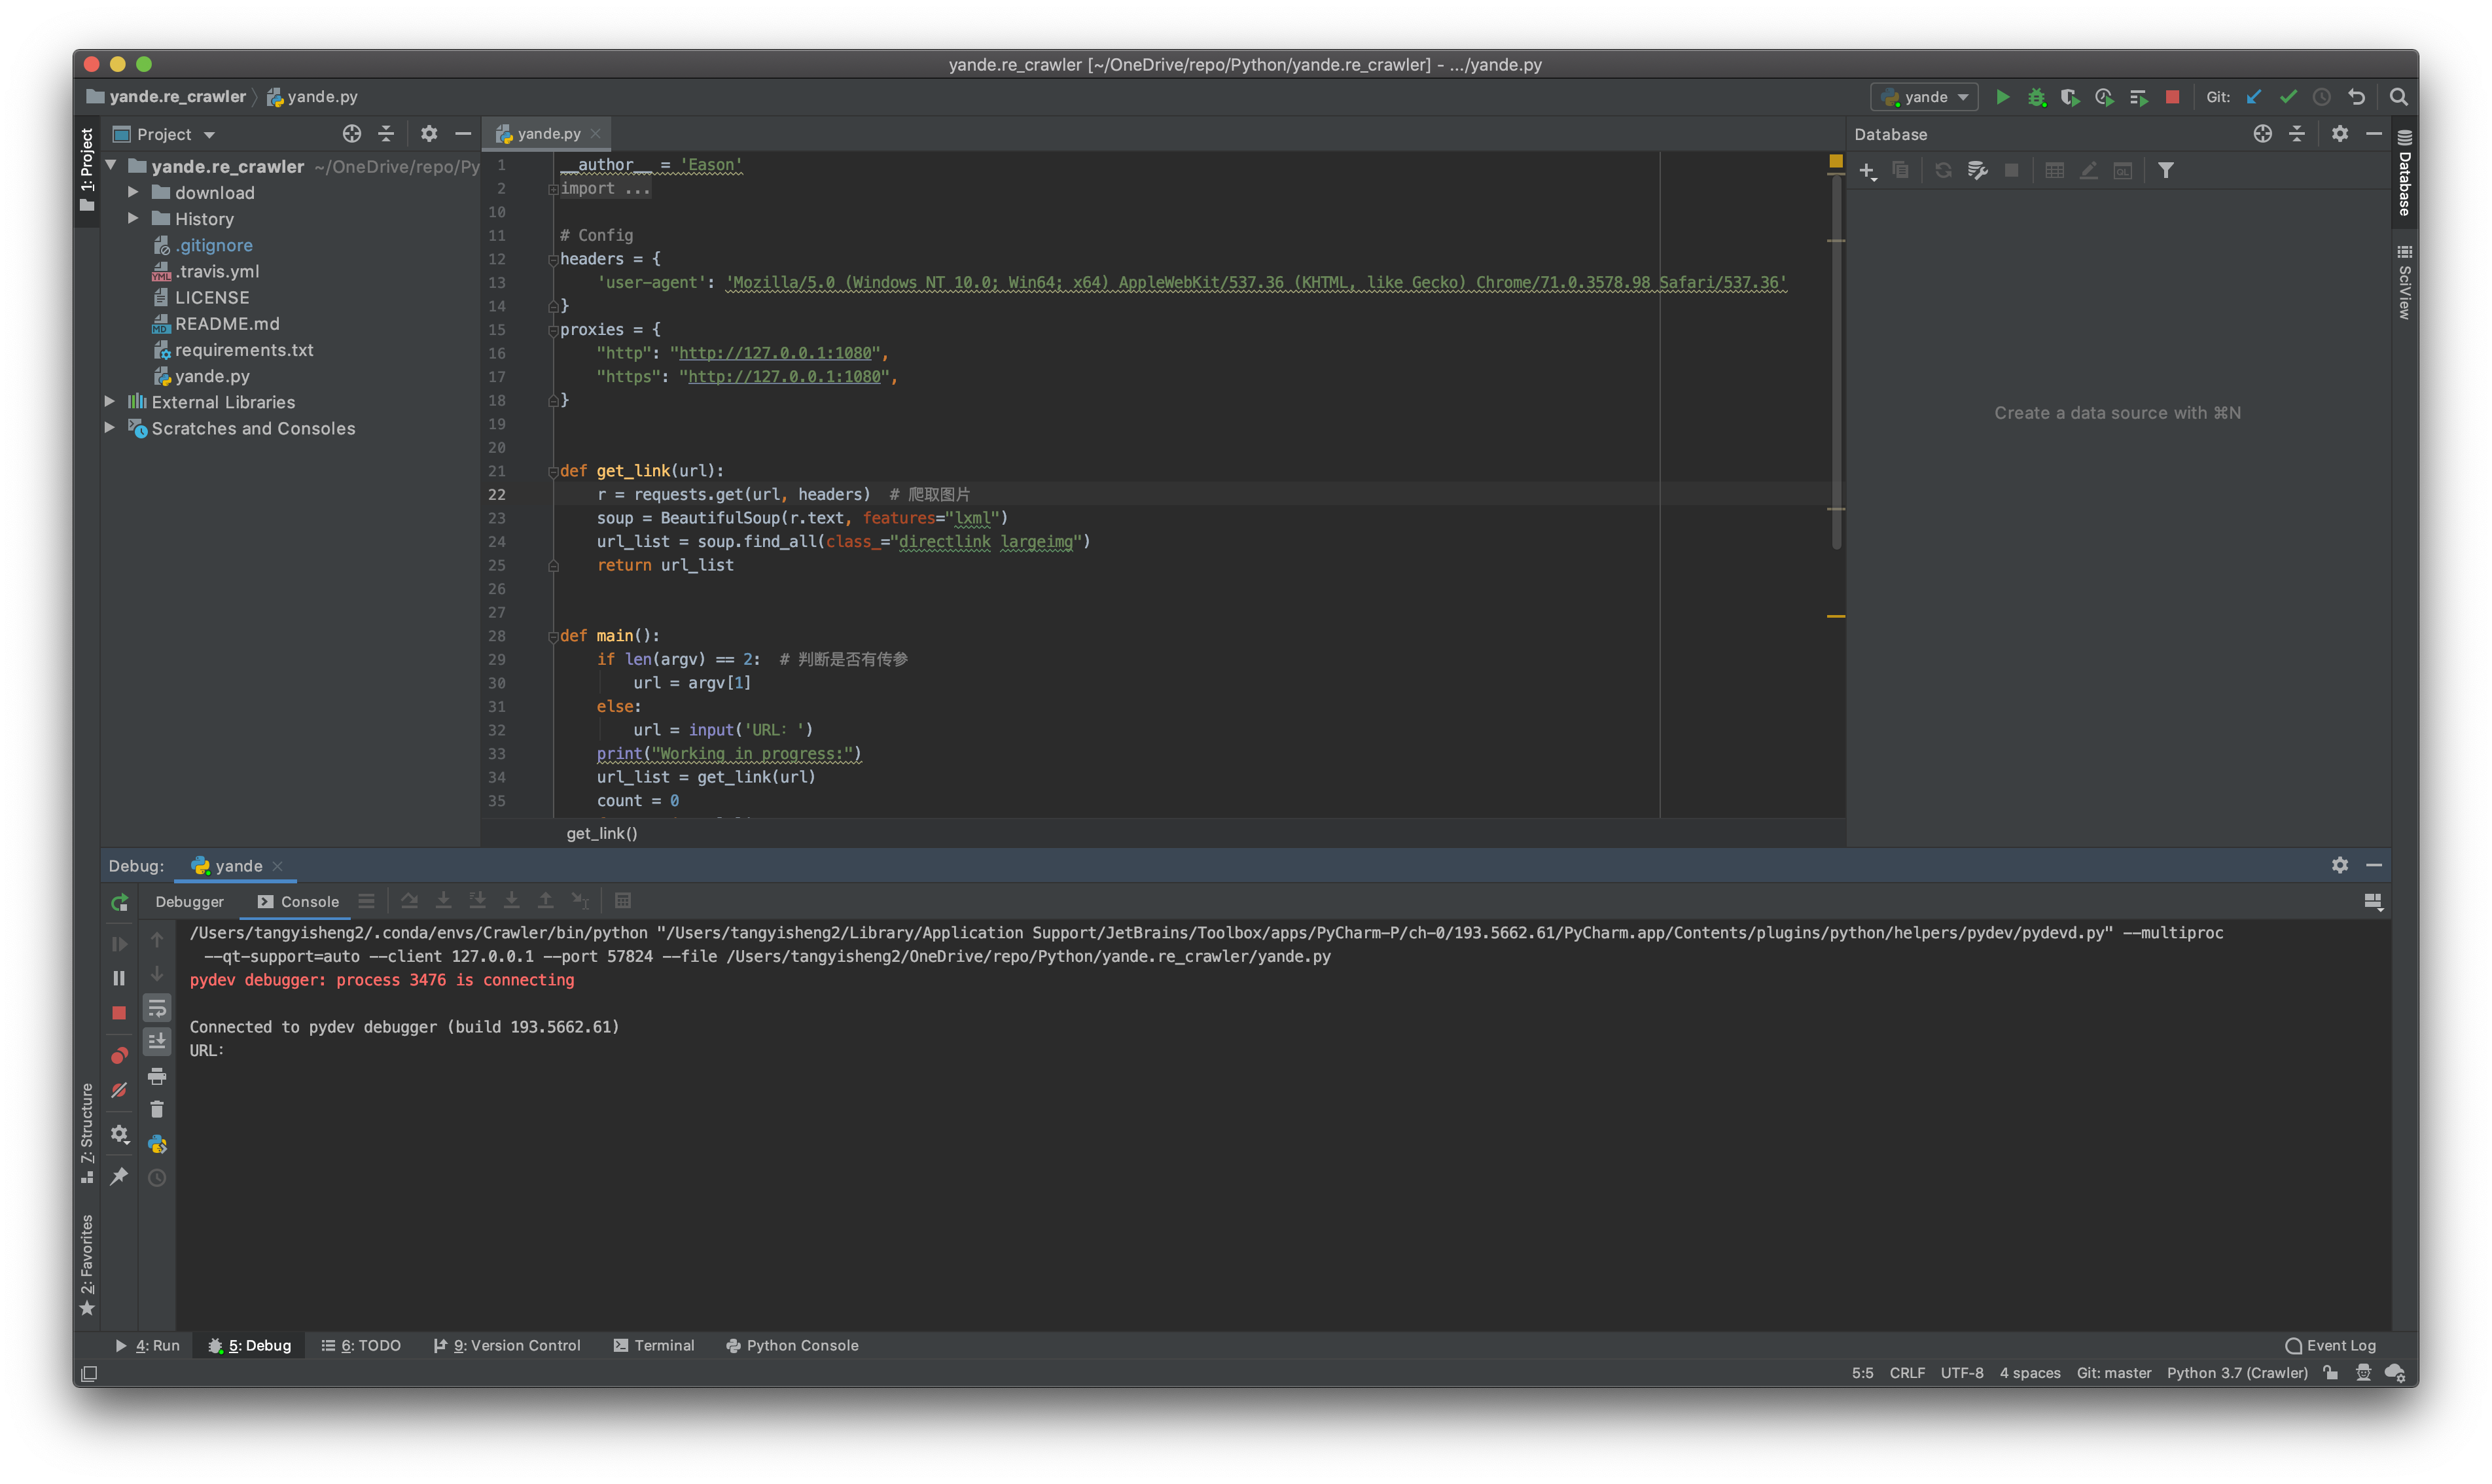 yande.re_crawler [~/OneDrive/repo/Python/yande.re_crawler] - .../yande.py
yande.re_crawler yande.py
yande
Git:
1: Project
Project
yande.re_crawler ~/OneDrive/repo/Py
download
History
.gitignore
.travis.yml
LICENSE
README.md
requirements.txt
yande.py
External Libraries
Scratches and Consoles
yande.py
1 __author__ = 'Eason'
2 import ...
10
11 # Config
12 headers = {
13 'user-agent': 'Mozilla/5.0 (Windows NT 10.0; Win64; x64) AppleWebKit/537.36 (KHTML, like Gecko) Chrome/71.0.3578.98 Safari/537.36'
14 }
15 proxies = {
16 "http": "http://127.0.0.1:1080",
17 "https": "http://127.0.0.1:1080",
18 }
19
20
21 def get_link(url):
22 r = requests.get(url, headers)  # 爬取图片
23 soup = BeautifulSoup(r.text, features="lxml")
24 url_list = soup.find_all(class_="directlink largeimg")
25 return url_list
26
27
28 def main():
29 if len(argv) == 2:  # 判断是否有传参
30 url = argv[1]
31 else:
32 url = input('URL: ')
33 print("Working in progress:")
34 url_list = get_link(url)
35 count = 0
get_link()
Database
Create a data source with ⌘N
Database
SciView
Debug: yande
Debugger Console
/Users/tangyisheng2/.conda/envs/Crawler/bin/python "/Users/tangyisheng2/Library/Application Support/JetBrains/Toolbox/apps/PyCharm-P/ch-0/193.5662.61/PyCharm.app/Contents/plugins/python/helpers/pydev/pydevd.py" --multiproc
--qt-support=auto --client 127.0.0.1 --port 57824 --file /Users/tangyisheng2/OneDrive/repo/Python/yande.re_crawler/yande.py
pydev debugger: process 3476 is connecting
Connected to pydev debugger (build 193.5662.61)
URL:
7: Structure
2: Favorites
4: Run 5: Debug 6: TODO 9: Version Control Terminal Python Console Event Log
5:5 CRLF UTF-8 4 spaces Git: master Python 3.7 (Crawler)